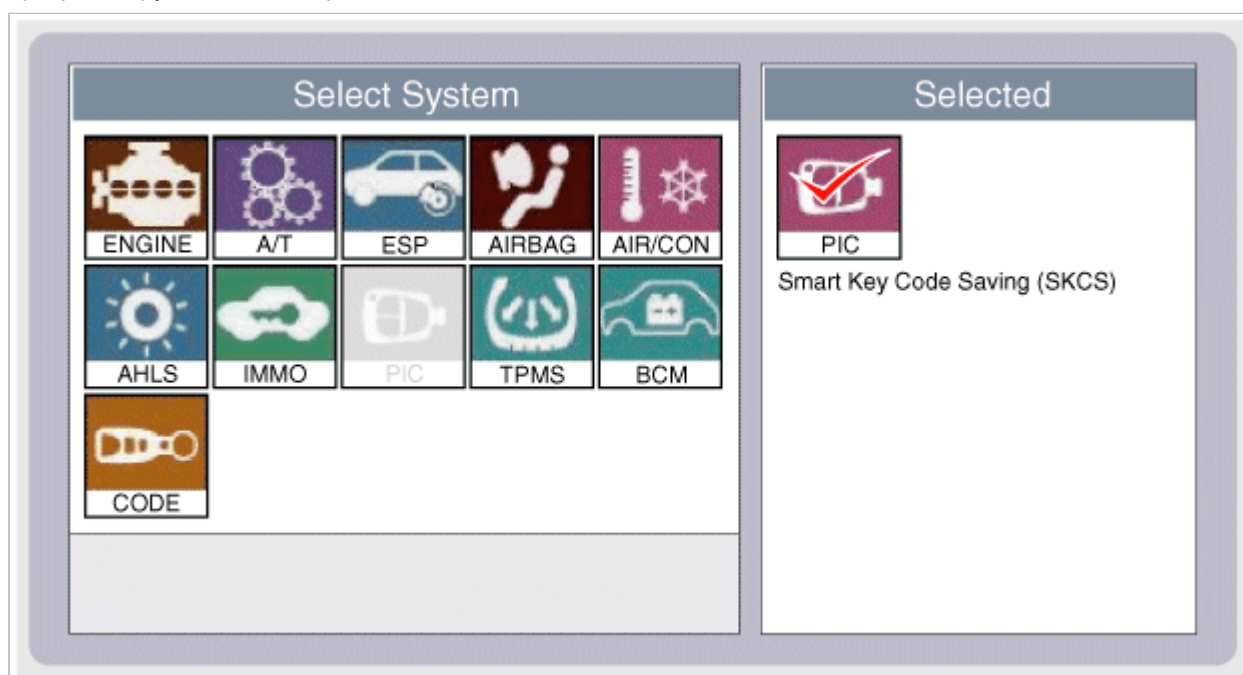 Select System
ENGINE A/T ESP AIRBAG AIR/CON
AHLS IMMO PIC TPMS BCM
CODE
Selected
PIC
Smart Key Code Saving (SKCS)